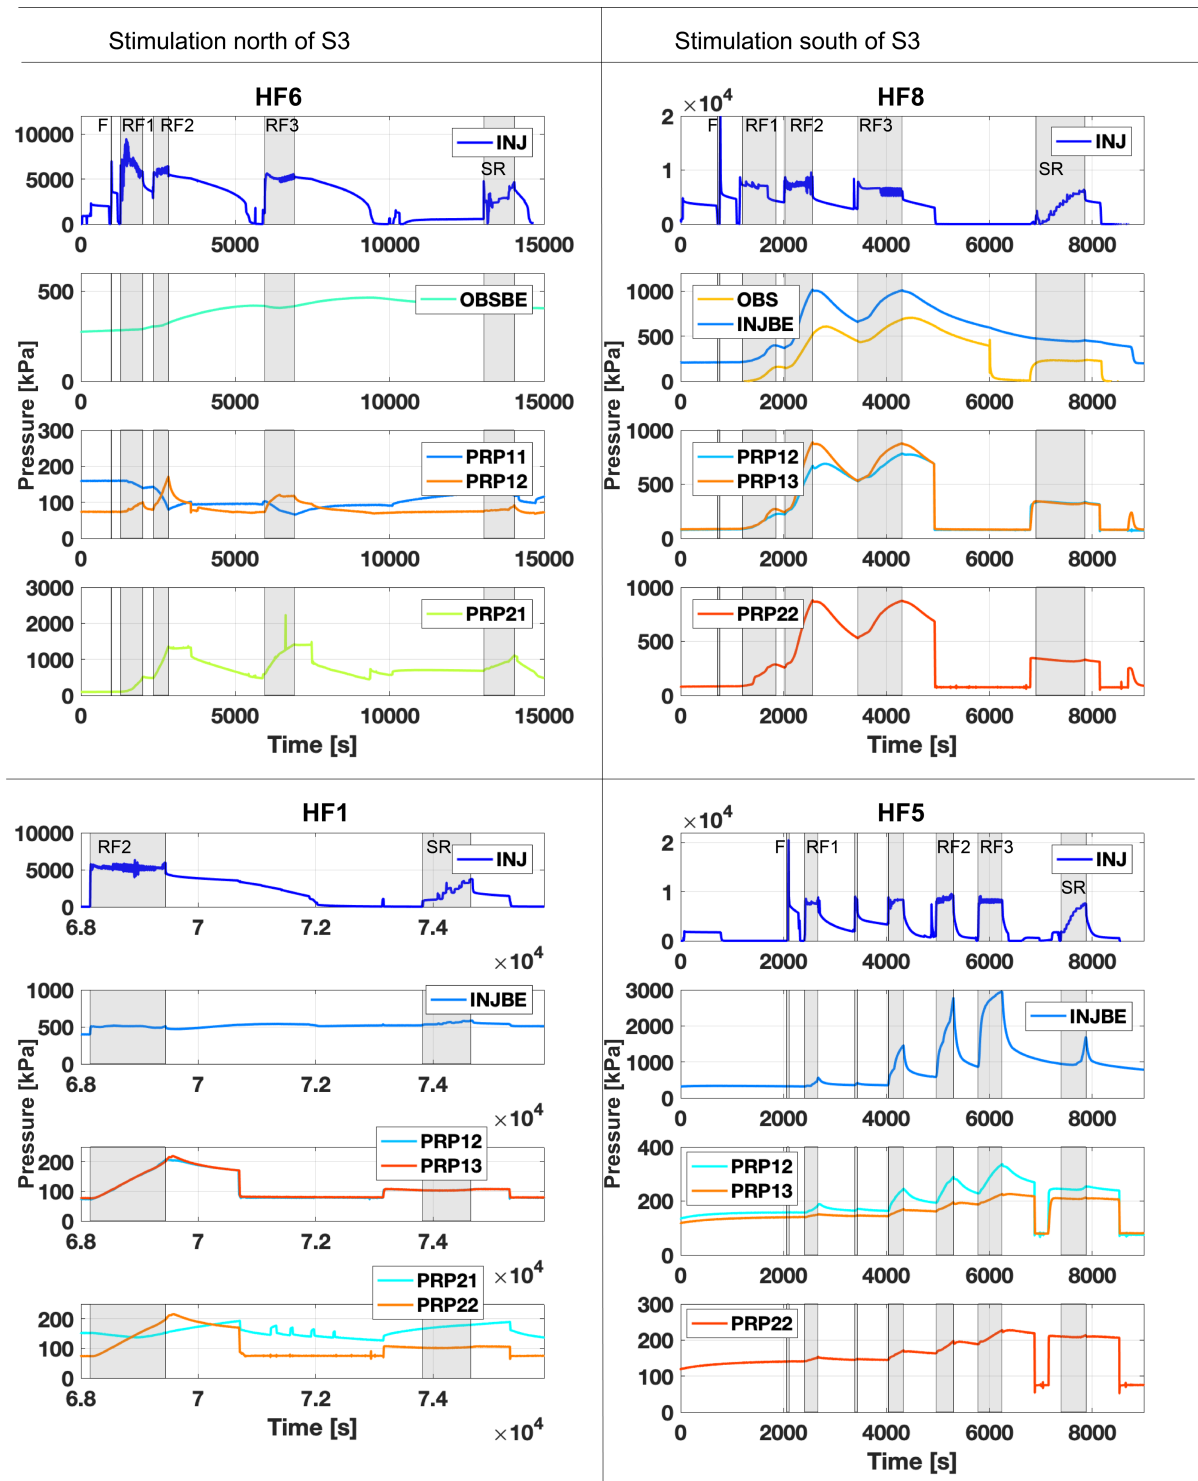 Stimulation north of S3
Stimulation south of S3
HF6
F RF1 RF2 RF3 SR
INJ
10000
5000
0
0 5000 10000 15000
OBSBE
500
0
0 5000 10000 15000
PRP11
PRP12
300
200
100
0
0 5000 10000 15000
PRP21
3000
2000
1000
0
0 5000 10000 15000
Pressure [kPa]
Time [s]
HF8
×10⁴
F RF1 RF2 RF3 SR
INJ
2
1
0
0 2000 4000 6000 8000
OBS
INJBE
1000
500
0
0 2000 4000 6000 8000
PRP12
PRP13
1000
500
0
0 2000 4000 6000 8000
PRP22
1000
500
0
0 2000 4000 6000 8000
Pressure [kPa]
Time [s]
HF1
RF2 SR
INJ
10000
5000
0
6.8 7 7.2 7.4
×10⁴
INJBE
1000
500
0
6.8 7 7.2 7.4
×10⁴
PRP12
PRP13
200
100
0
6.8 7 7.2 7.4
×10⁴
PRP21
PRP22
200
100
0
6.8 7 7.2 7.4
×10⁴
Pressure [kPa]
Time [s]
HF5
×10⁴
F RF1 RF2 RF3 SR
INJ
2
1
0
0 2000 4000 6000 8000
INJBE
3000
2000
1000
0
0 2000 4000 6000 8000
PRP12
PRP13
400
200
0
0 2000 4000 6000 8000
PRP22
300
200
100
0
0 2000 4000 6000 8000
Pressure [kPa]
Time [s]